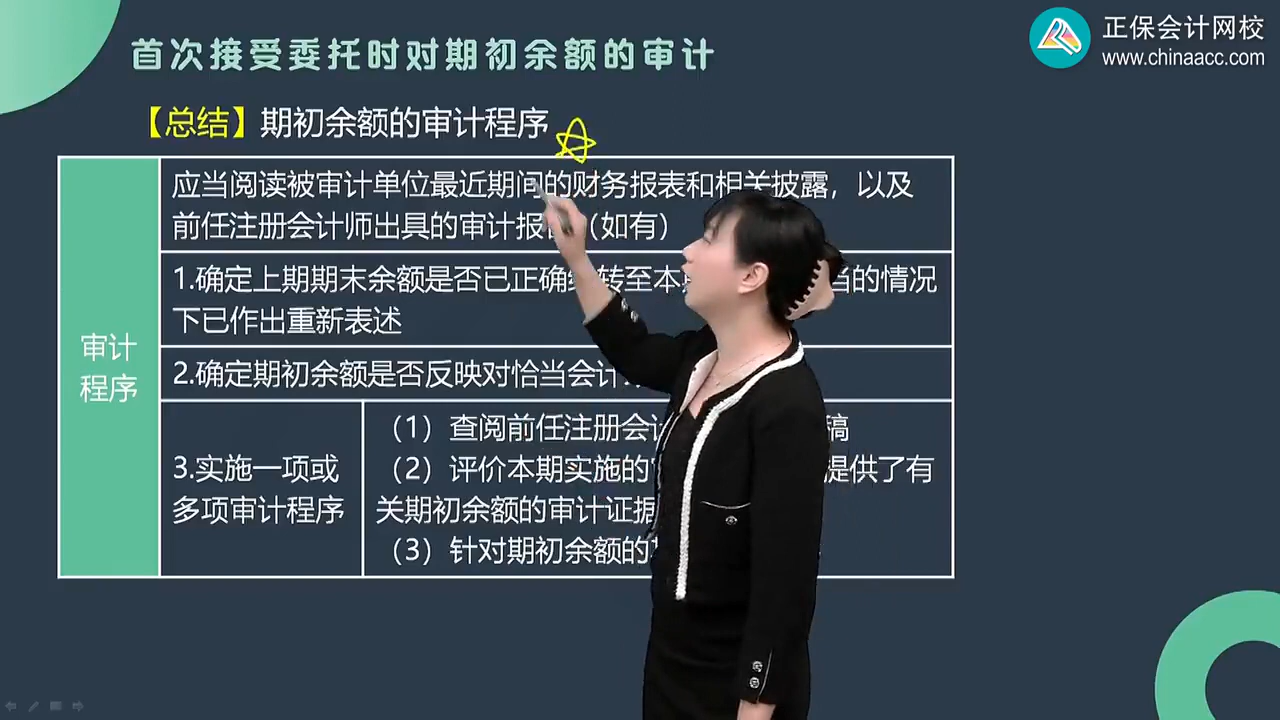 首次接受委托时对期初余额的审计
正保会计网校
www.chinaacc.com
【总结】期初余额的审计程序
审计
程序
应当阅读被审计单位最近期间的财务报表和相关披露，以及
前任注册会计师出具的审计报（如有）
1.确定上期期末余额是否已正确结转至本当的情况
下已作出重新表述
2.确定期初余额是否反映对恰当会计
3.实施一项或
多项审计程序
（1）查阅前任注册会稿
（2）评价本期实施的提供了有
关期初余额的审计证据
（3）针对期初余额的